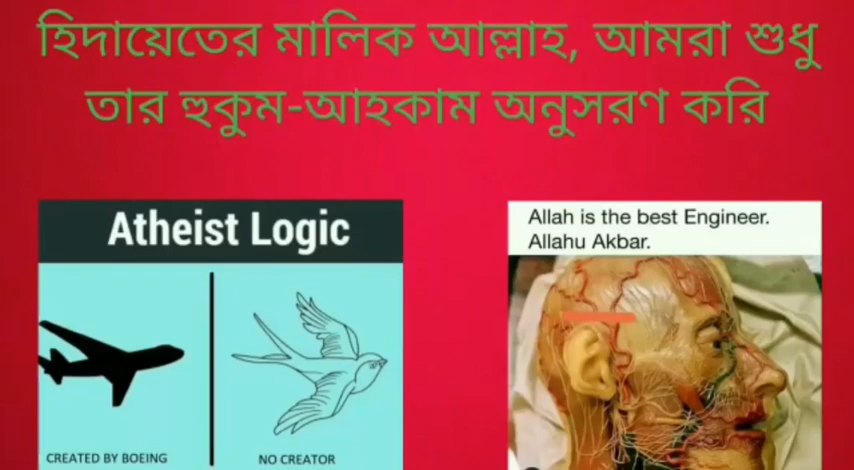 হিদায়েতের মালিক আল্লাহ, আমরা শুধু
তার হুকুম-আহকাম অনুসরণ করি
Atheist Logic
CREATED BY BOEING
NO CREATOR
Allah is the best Engineer.
Allahu Akbar.